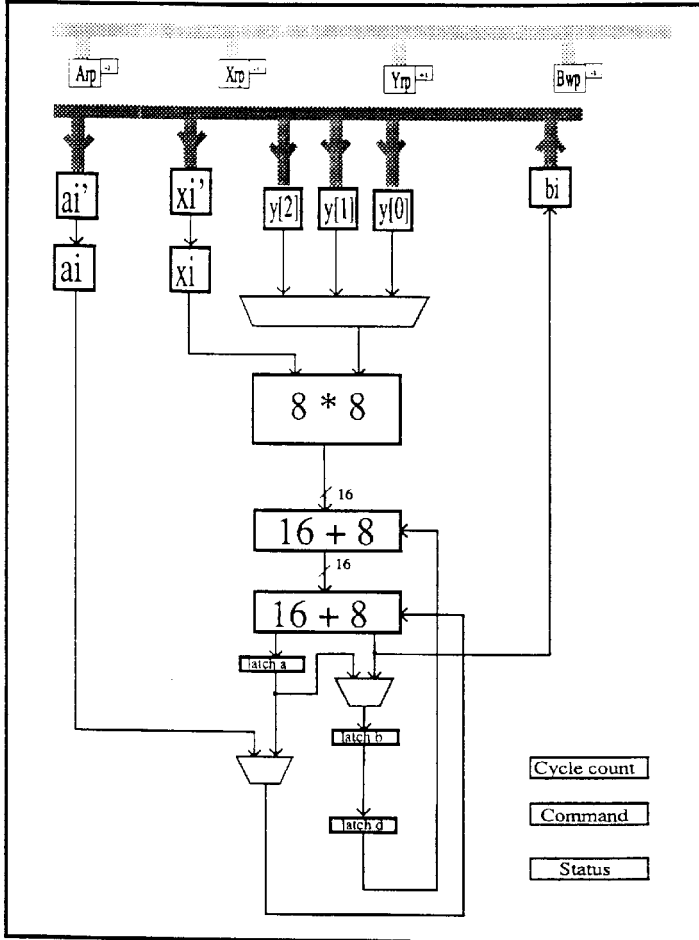 Arp
Xrp
Yrp
+1
Bwp
ai'
xi'
y[2]
y[1]
y[0]
bi
ai
xi
8 * 8
16
16 + 8
16
16 + 8
latch a
latch b
Cycle count
Command
latch d
Status